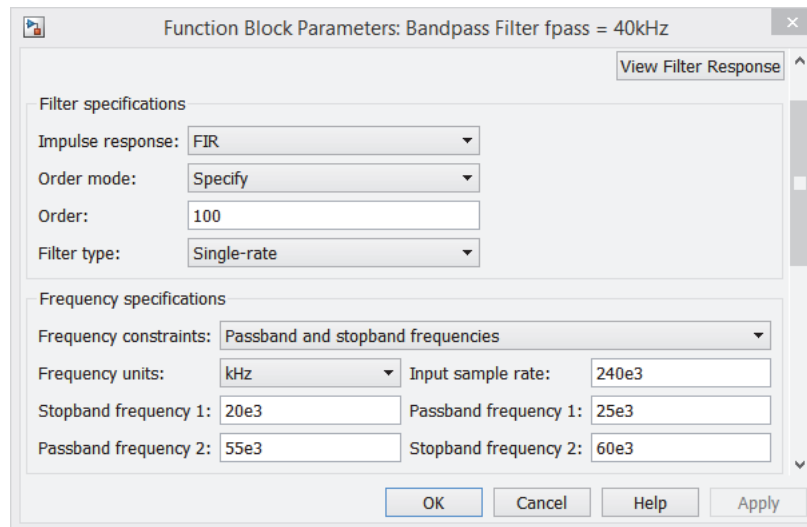 Function Block Parameters: Bandpass Filter fpass = 40kHz
View Filter Response
Filter specifications
Impulse response: FIR
Order mode: Specify
Order: 100
Filter type: Single-rate
Frequency specifications
Frequency constraints: Passband and stopband frequencies
Frequency units: kHz Input sample rate: 240e3
Stopband frequency 1: 20e3 Passband frequency 1: 25e3
Passband frequency 2: 55e3 Stopband frequency 2: 60e3
OK Cancel Help Apply